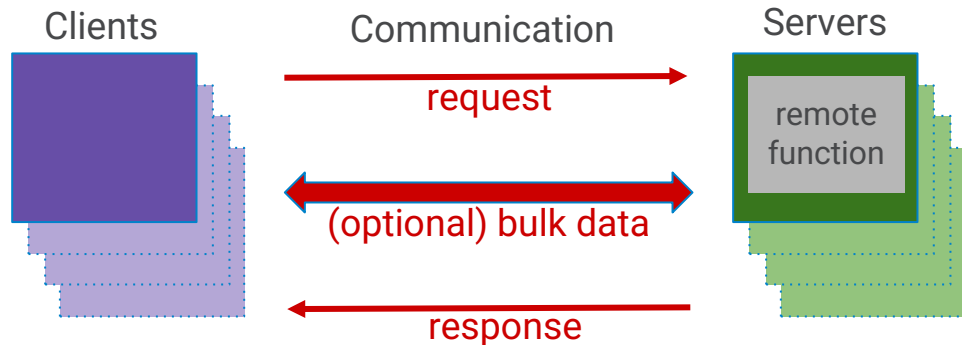 Clients
Communication
Servers
request
remote
function
(optional) bulk data
response